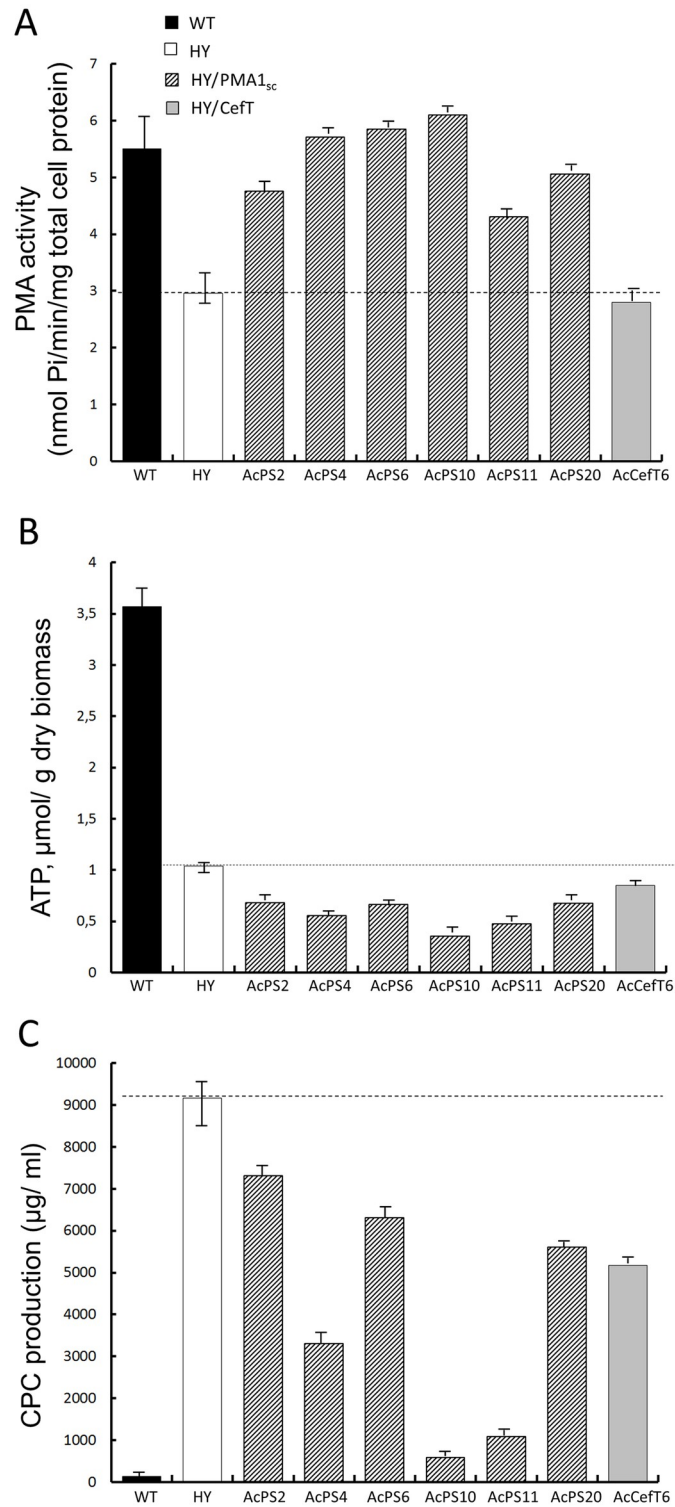 A
WT
HY
HY/PMA1sc
HY/CefT
PMA activity
(nmol Pi/min/mg total cell protein)
7
6
5
4
3
2
1
0
WT HY AcPS2 AcPS4 AcPS6 AcPS10 AcPS11 AcPS20 AcCefT6
B
ATP, µmol/ g dry biomass
4
3,5
3
2,5
2
1,5
1
0,5
0
WT HY AcPS2 AcPS4 AcPS6 AcPS10 AcPS11 AcPS20 AcCefT6
C
CPC production (µg/ ml)
10000
9000
8000
7000
6000
5000
4000
3000
2000
1000
0
WT HY AcPS2 AcPS4 AcPS6 AcPS10 AcPS11 AcPS20 AcCefT6